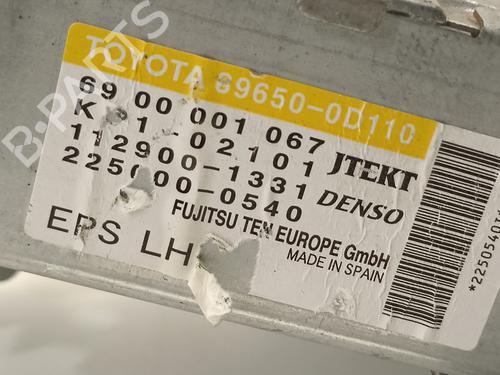 TOYOTA 89650-0D110
69 00 001 067
K 1-02101
112900-1331 JTEKT
225000-0540 DENSO
FUJITSU TEN EUROPE GmbH
EPS LH MADE IN SPAIN
B-PARTS